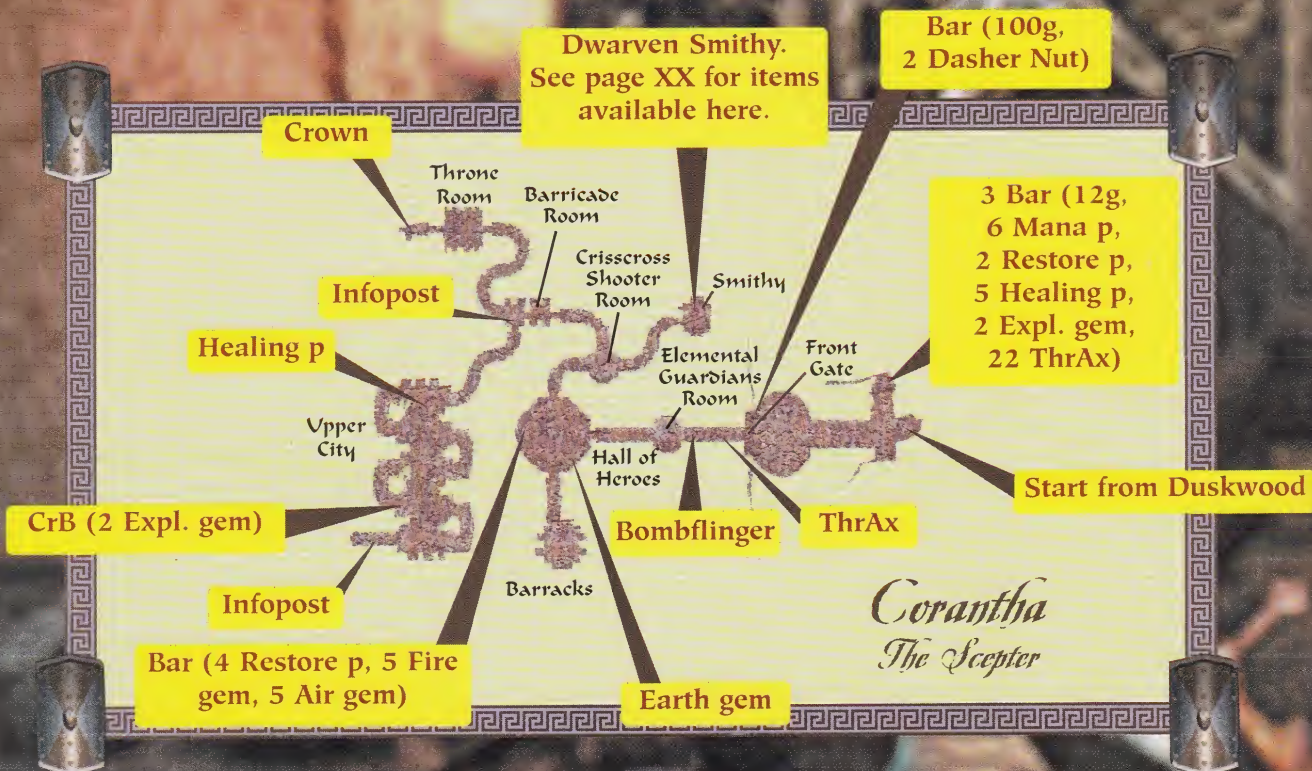 Dwarven Smithy.
See page XX for items
available here.
Bar (100g,
2 Dasher Nut)
Crown
Throne
Room
Barricade
Room
Crisscross
Shooter
Room
Smithy
3 Bar (12g,
6 Mana p,
2 Restore p,
5 Healing p,
2 Expl. gem,
22 ThrAx)
Infopost
Healing p
Elemental
Guardians
Room
Front
Gate
Upper
City
Hall of
Heroes
Start from Duskwood
CrB (2 Expl. gem)
Bombflinger
ThrAx
Infopost
Barracks
Corantha
The Scepter
Bar (4 Restore p, 5 Fire
gem, 5 Air gem)
Earth gem